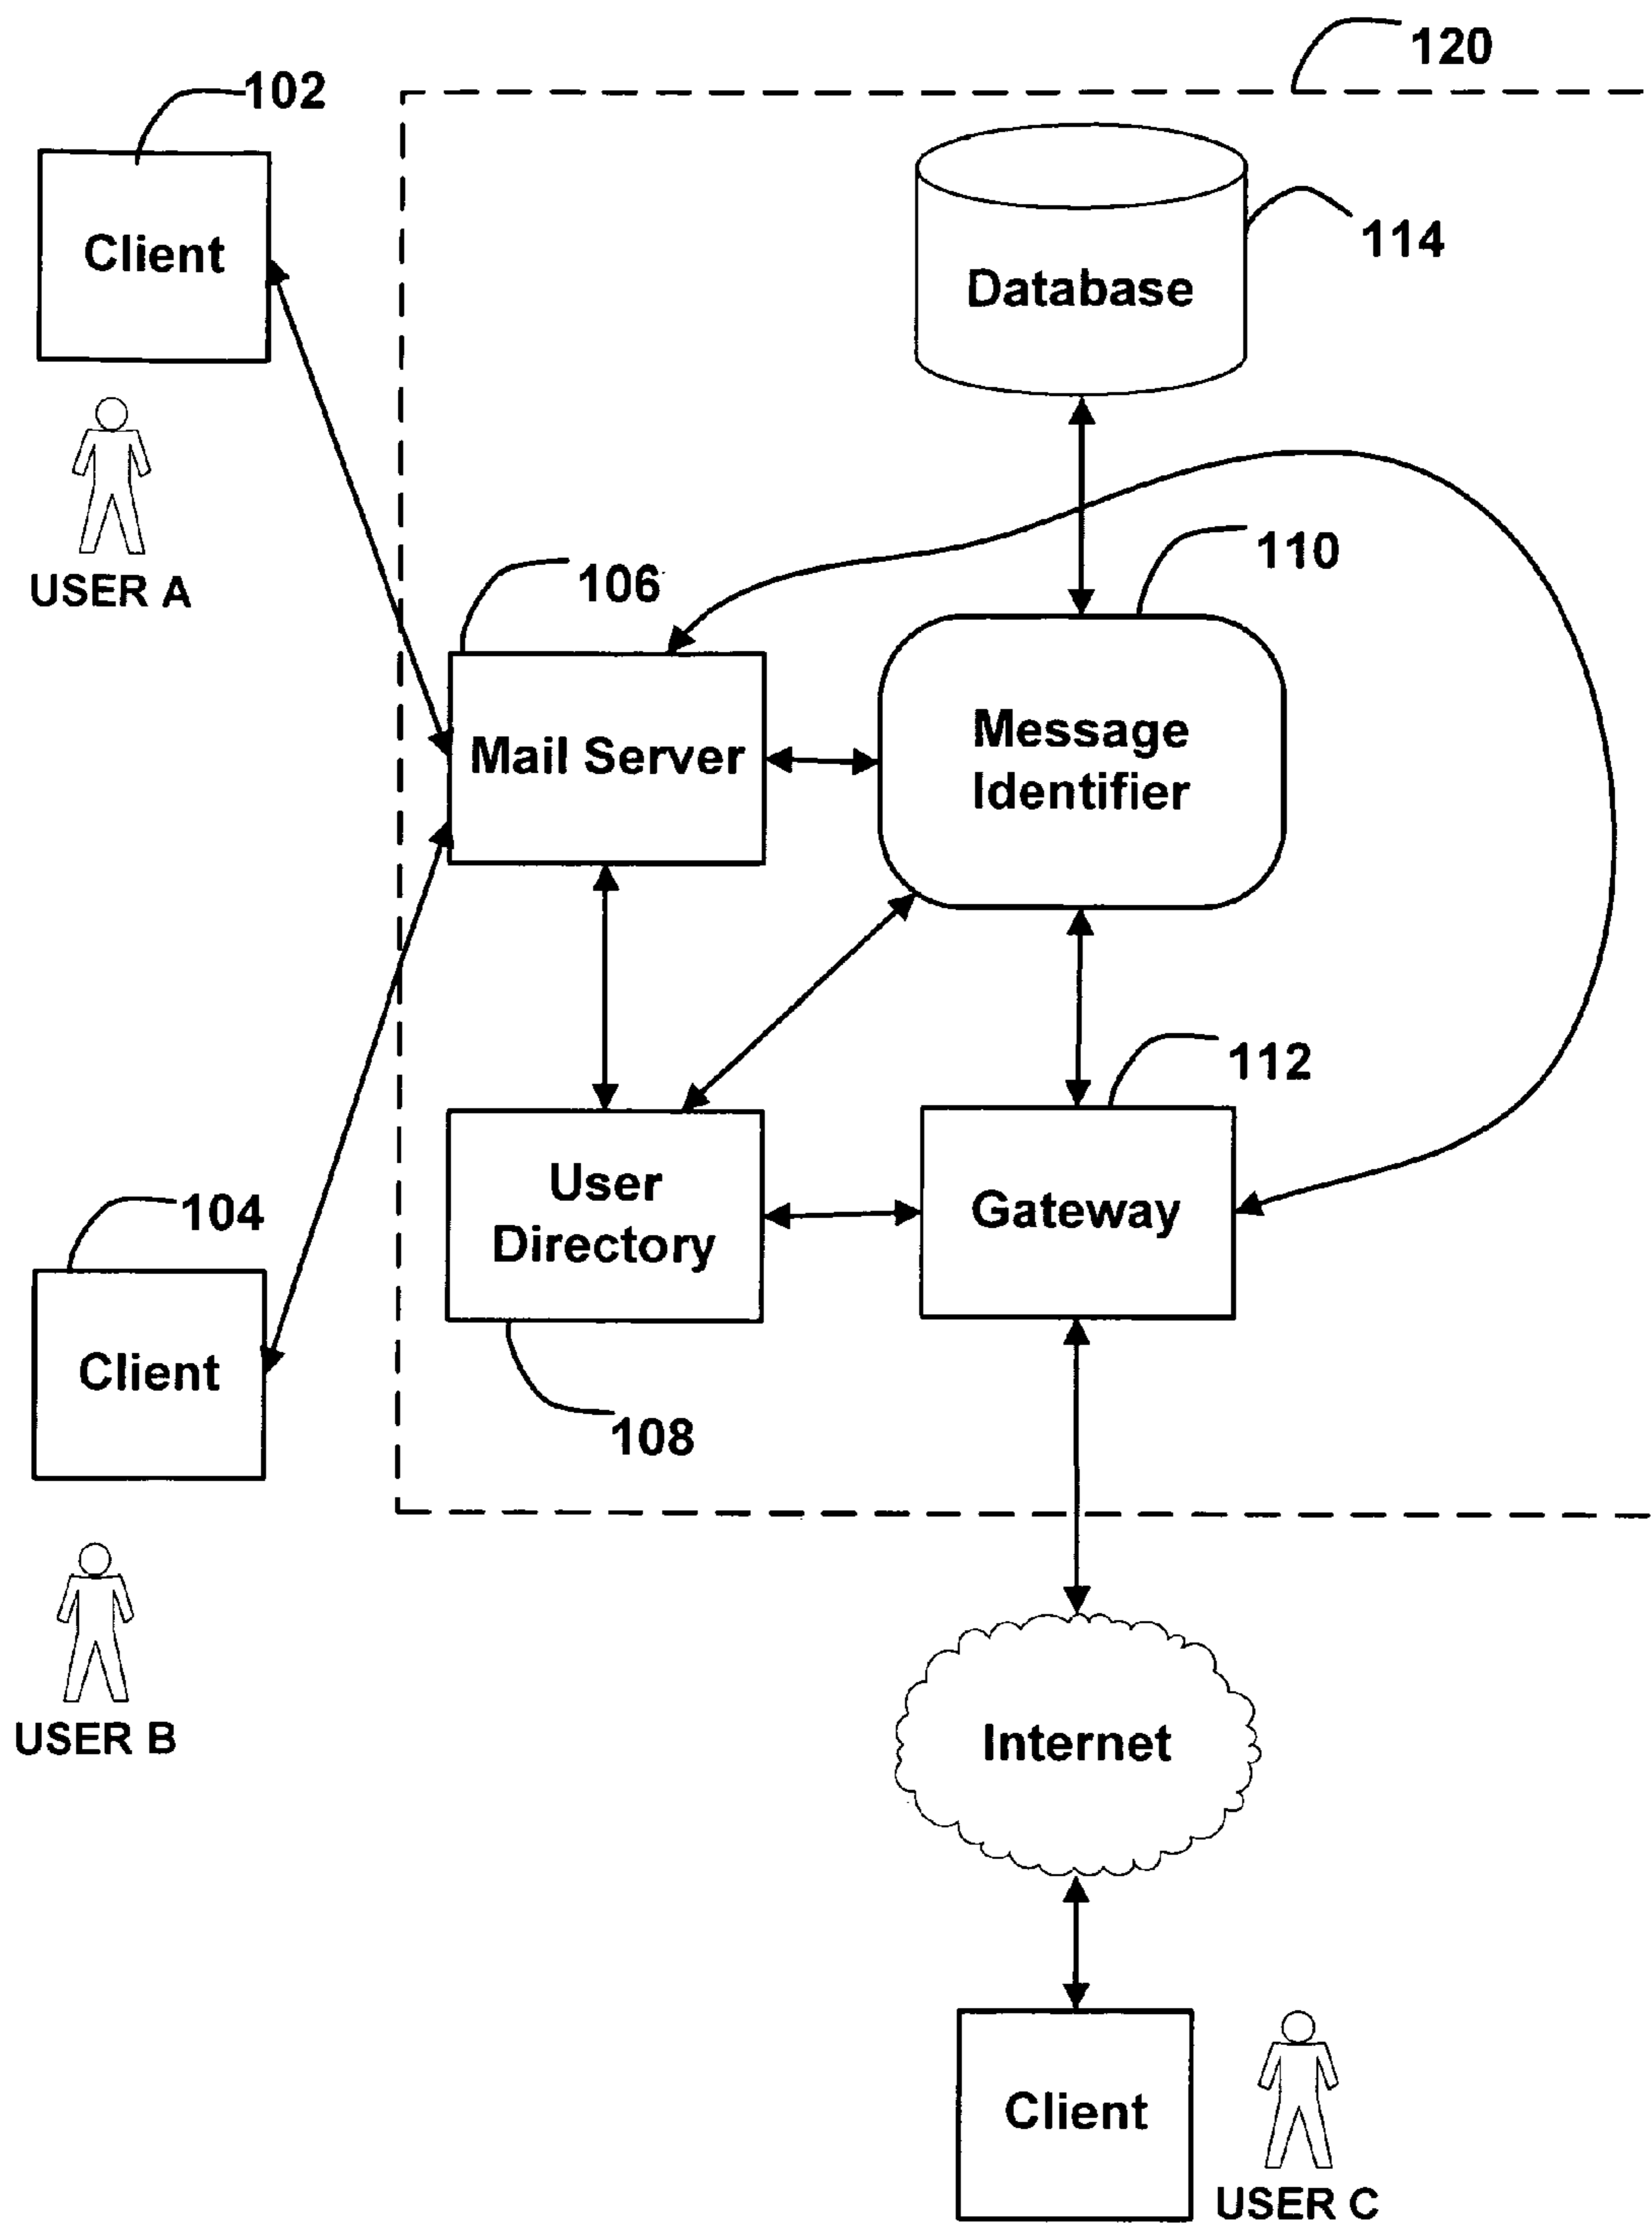 120
102
Client
114
Database
USER A
110
106
Message
Identifier
Mail Server
112
User
Directory
Gateway
104
Client
108
USER B
Internet
Client
USER C